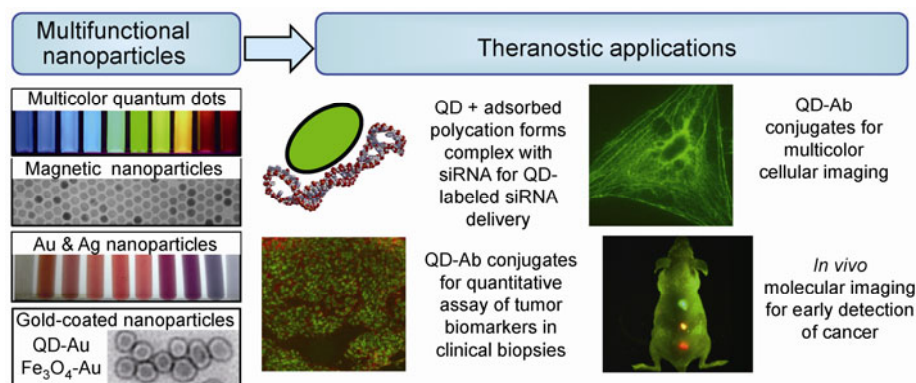 Multifunctional
nanoparticles
Theranostic applications
Multicolor quantum dots
Magnetic nanoparticles
Au & Ag nanoparticles
Gold-coated nanoparticles
QD-Au
Fe₃O₄-Au
QD + adsorbed
polycation forms
complex with
siRNA for QD-
labeled siRNA
delivery
QD-Ab
conjugates for
multicolor
cellular imaging
QD-Ab conjugates
for quantitative
assay of tumor
biomarkers in
clinical biopsies
In vivo
molecular imaging
for early detection
of cancer